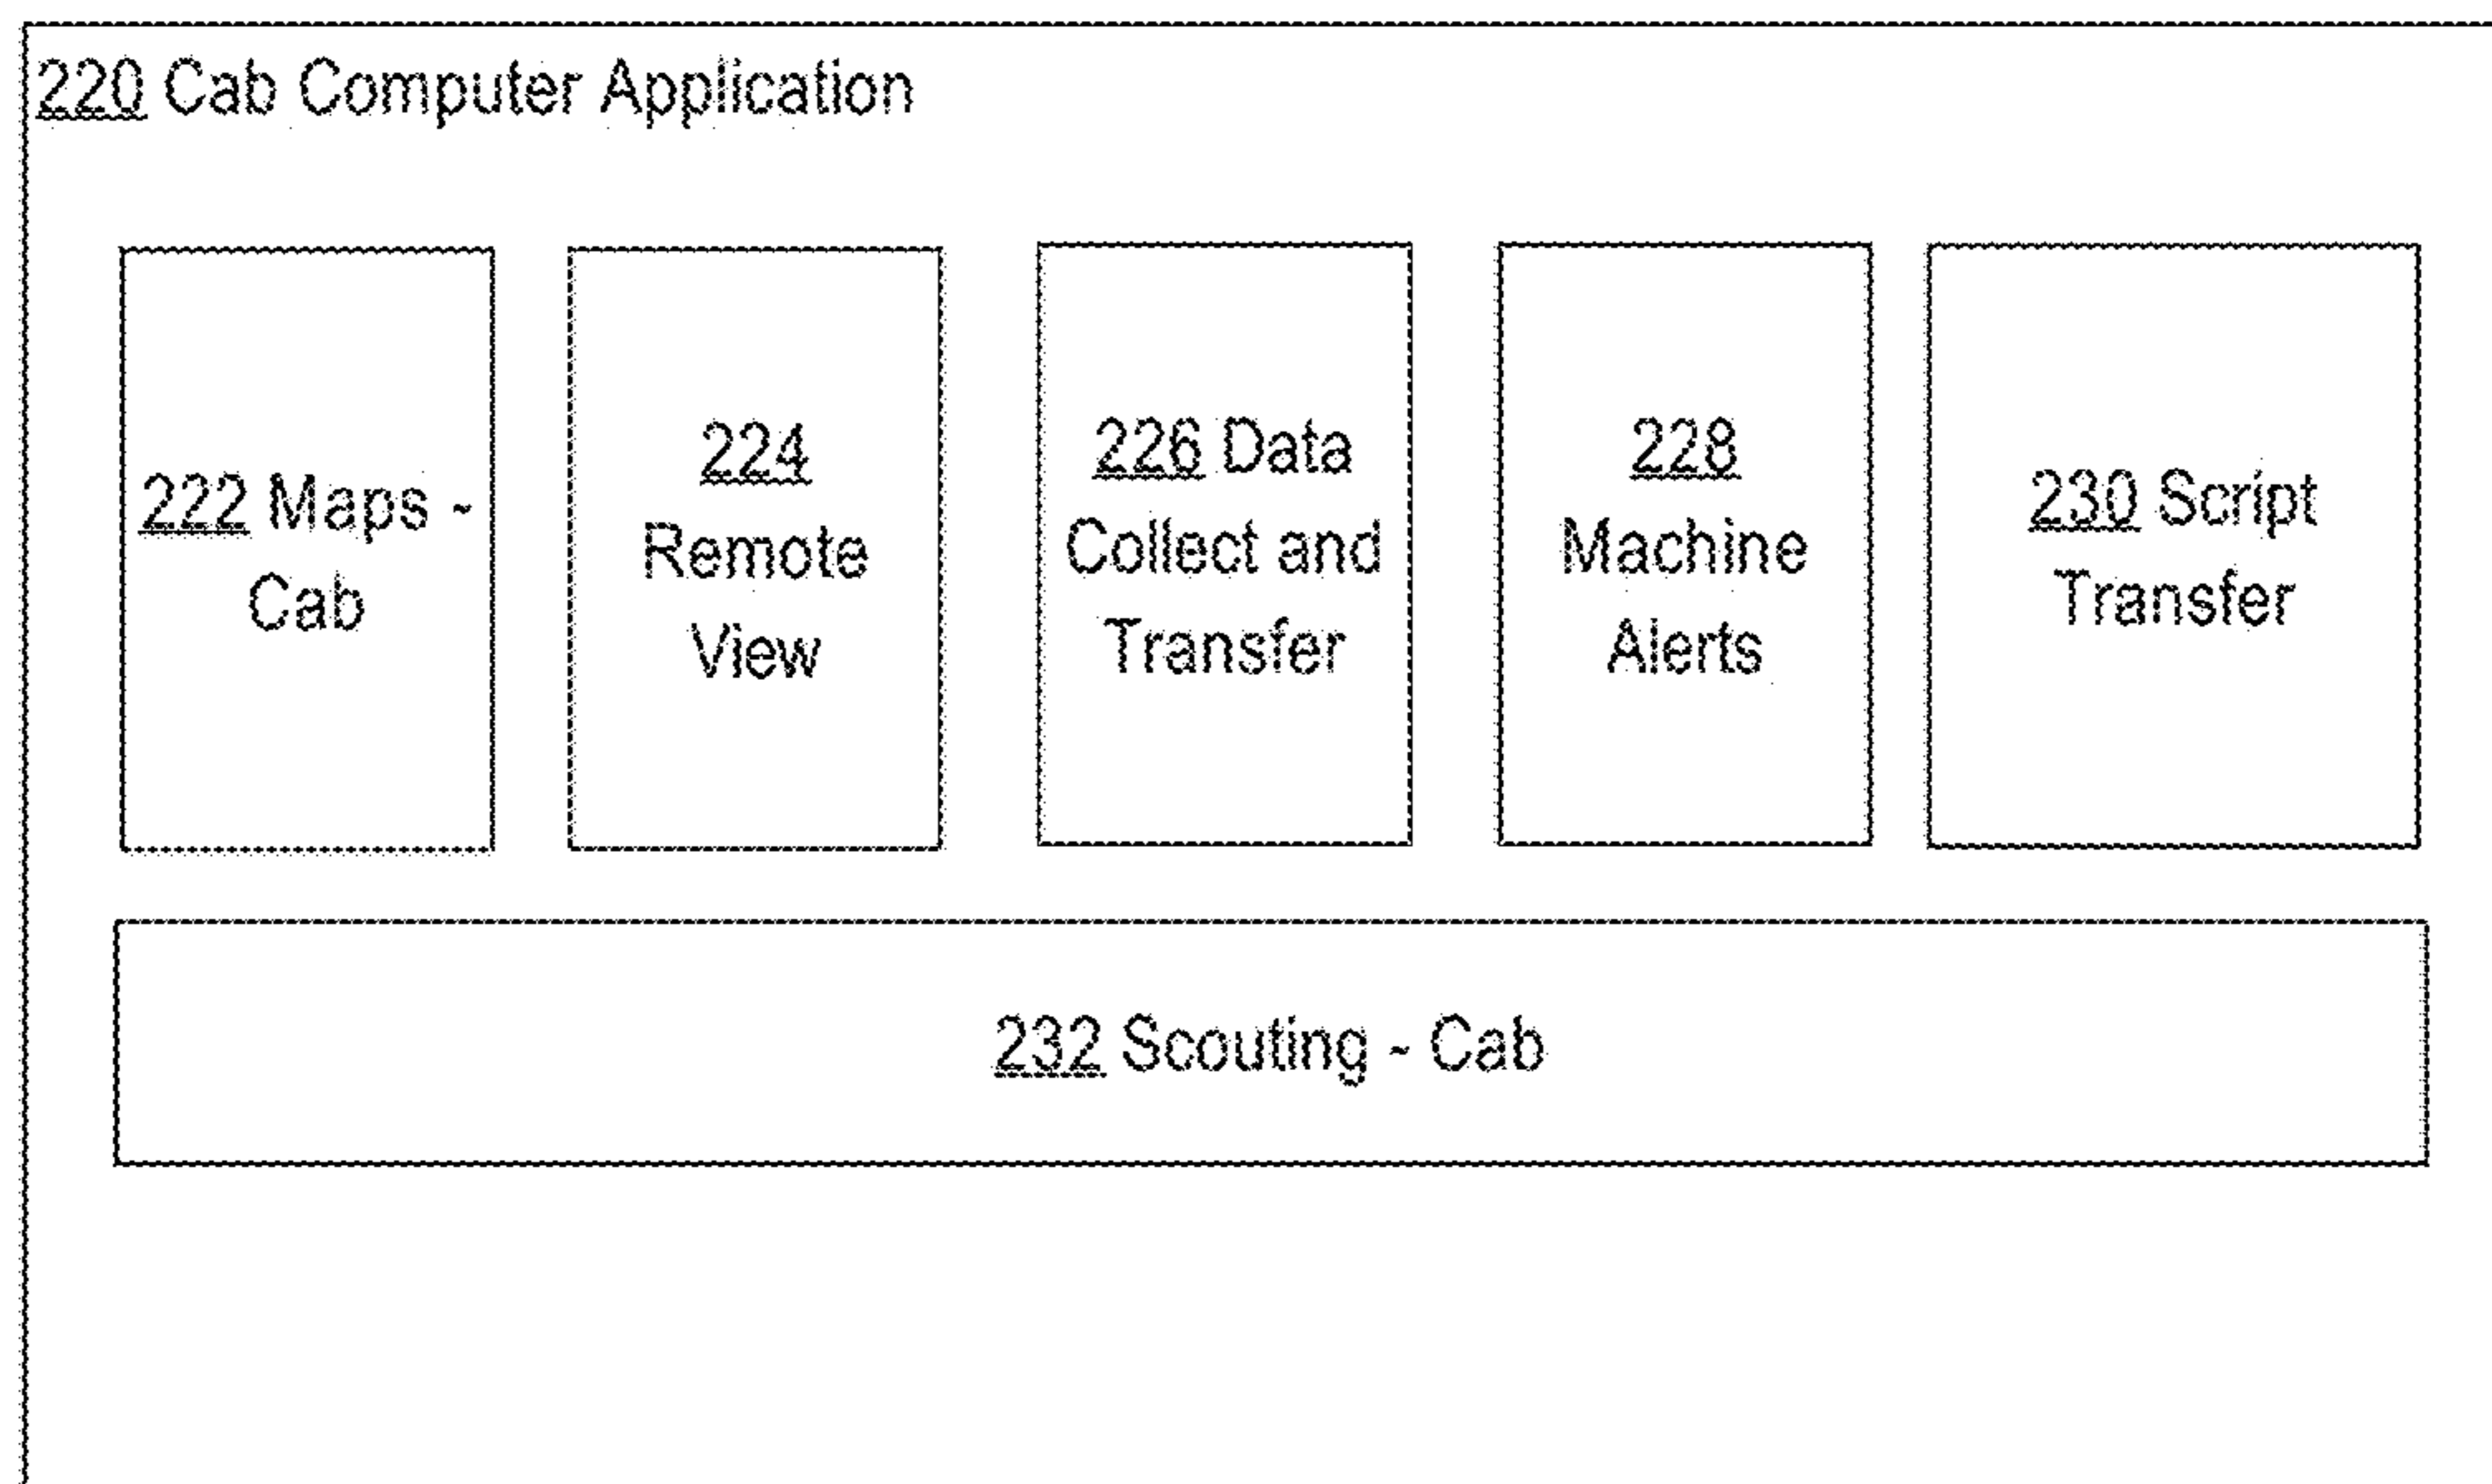 220 Cab Computer Application
222 Maps -
Cab
224
Remote
View
226 Data
Collect and
Transfer
228
Machine
Alerts
230 Script
Transfer
232 Scouting - Cab